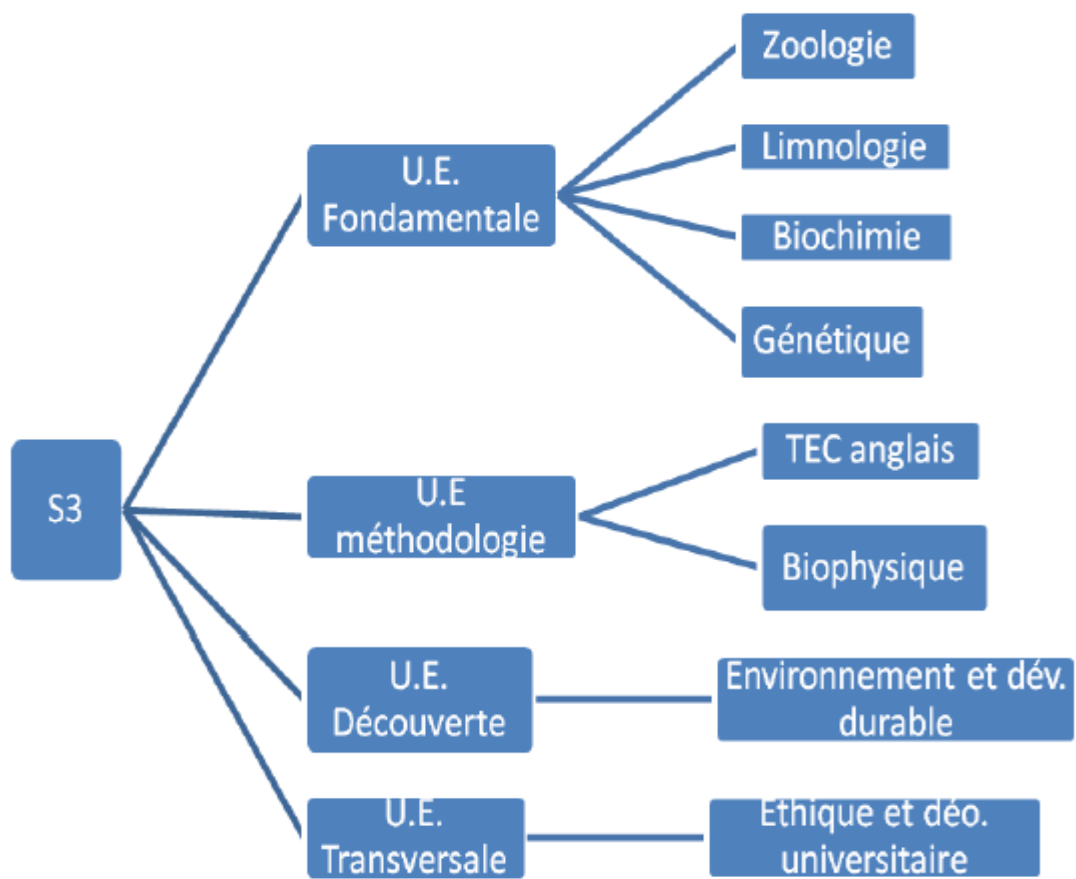 S3
U.E.
Fondamentale
Zoologie
Limnologie
Biochimie
Génétique
U.E
méthodologie
TEC anglais
Biophysique
U.E.
Découverte
Environnement et dév.
durable
U.E.
Transversale
Ethique et déo.
universitaire